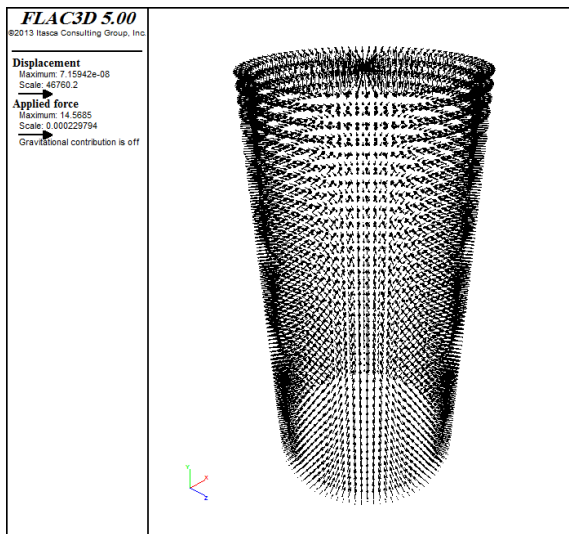 FLAC3D 5.00
©2013 Itasca Consulting Group, Inc.
Displacement
Maximum: 7.15942e-08
Scale: 46760.2
Applied force
Maximum: 14.5685
Scale: 0.000229794
Gravitational contribution is off
Y
X
Z